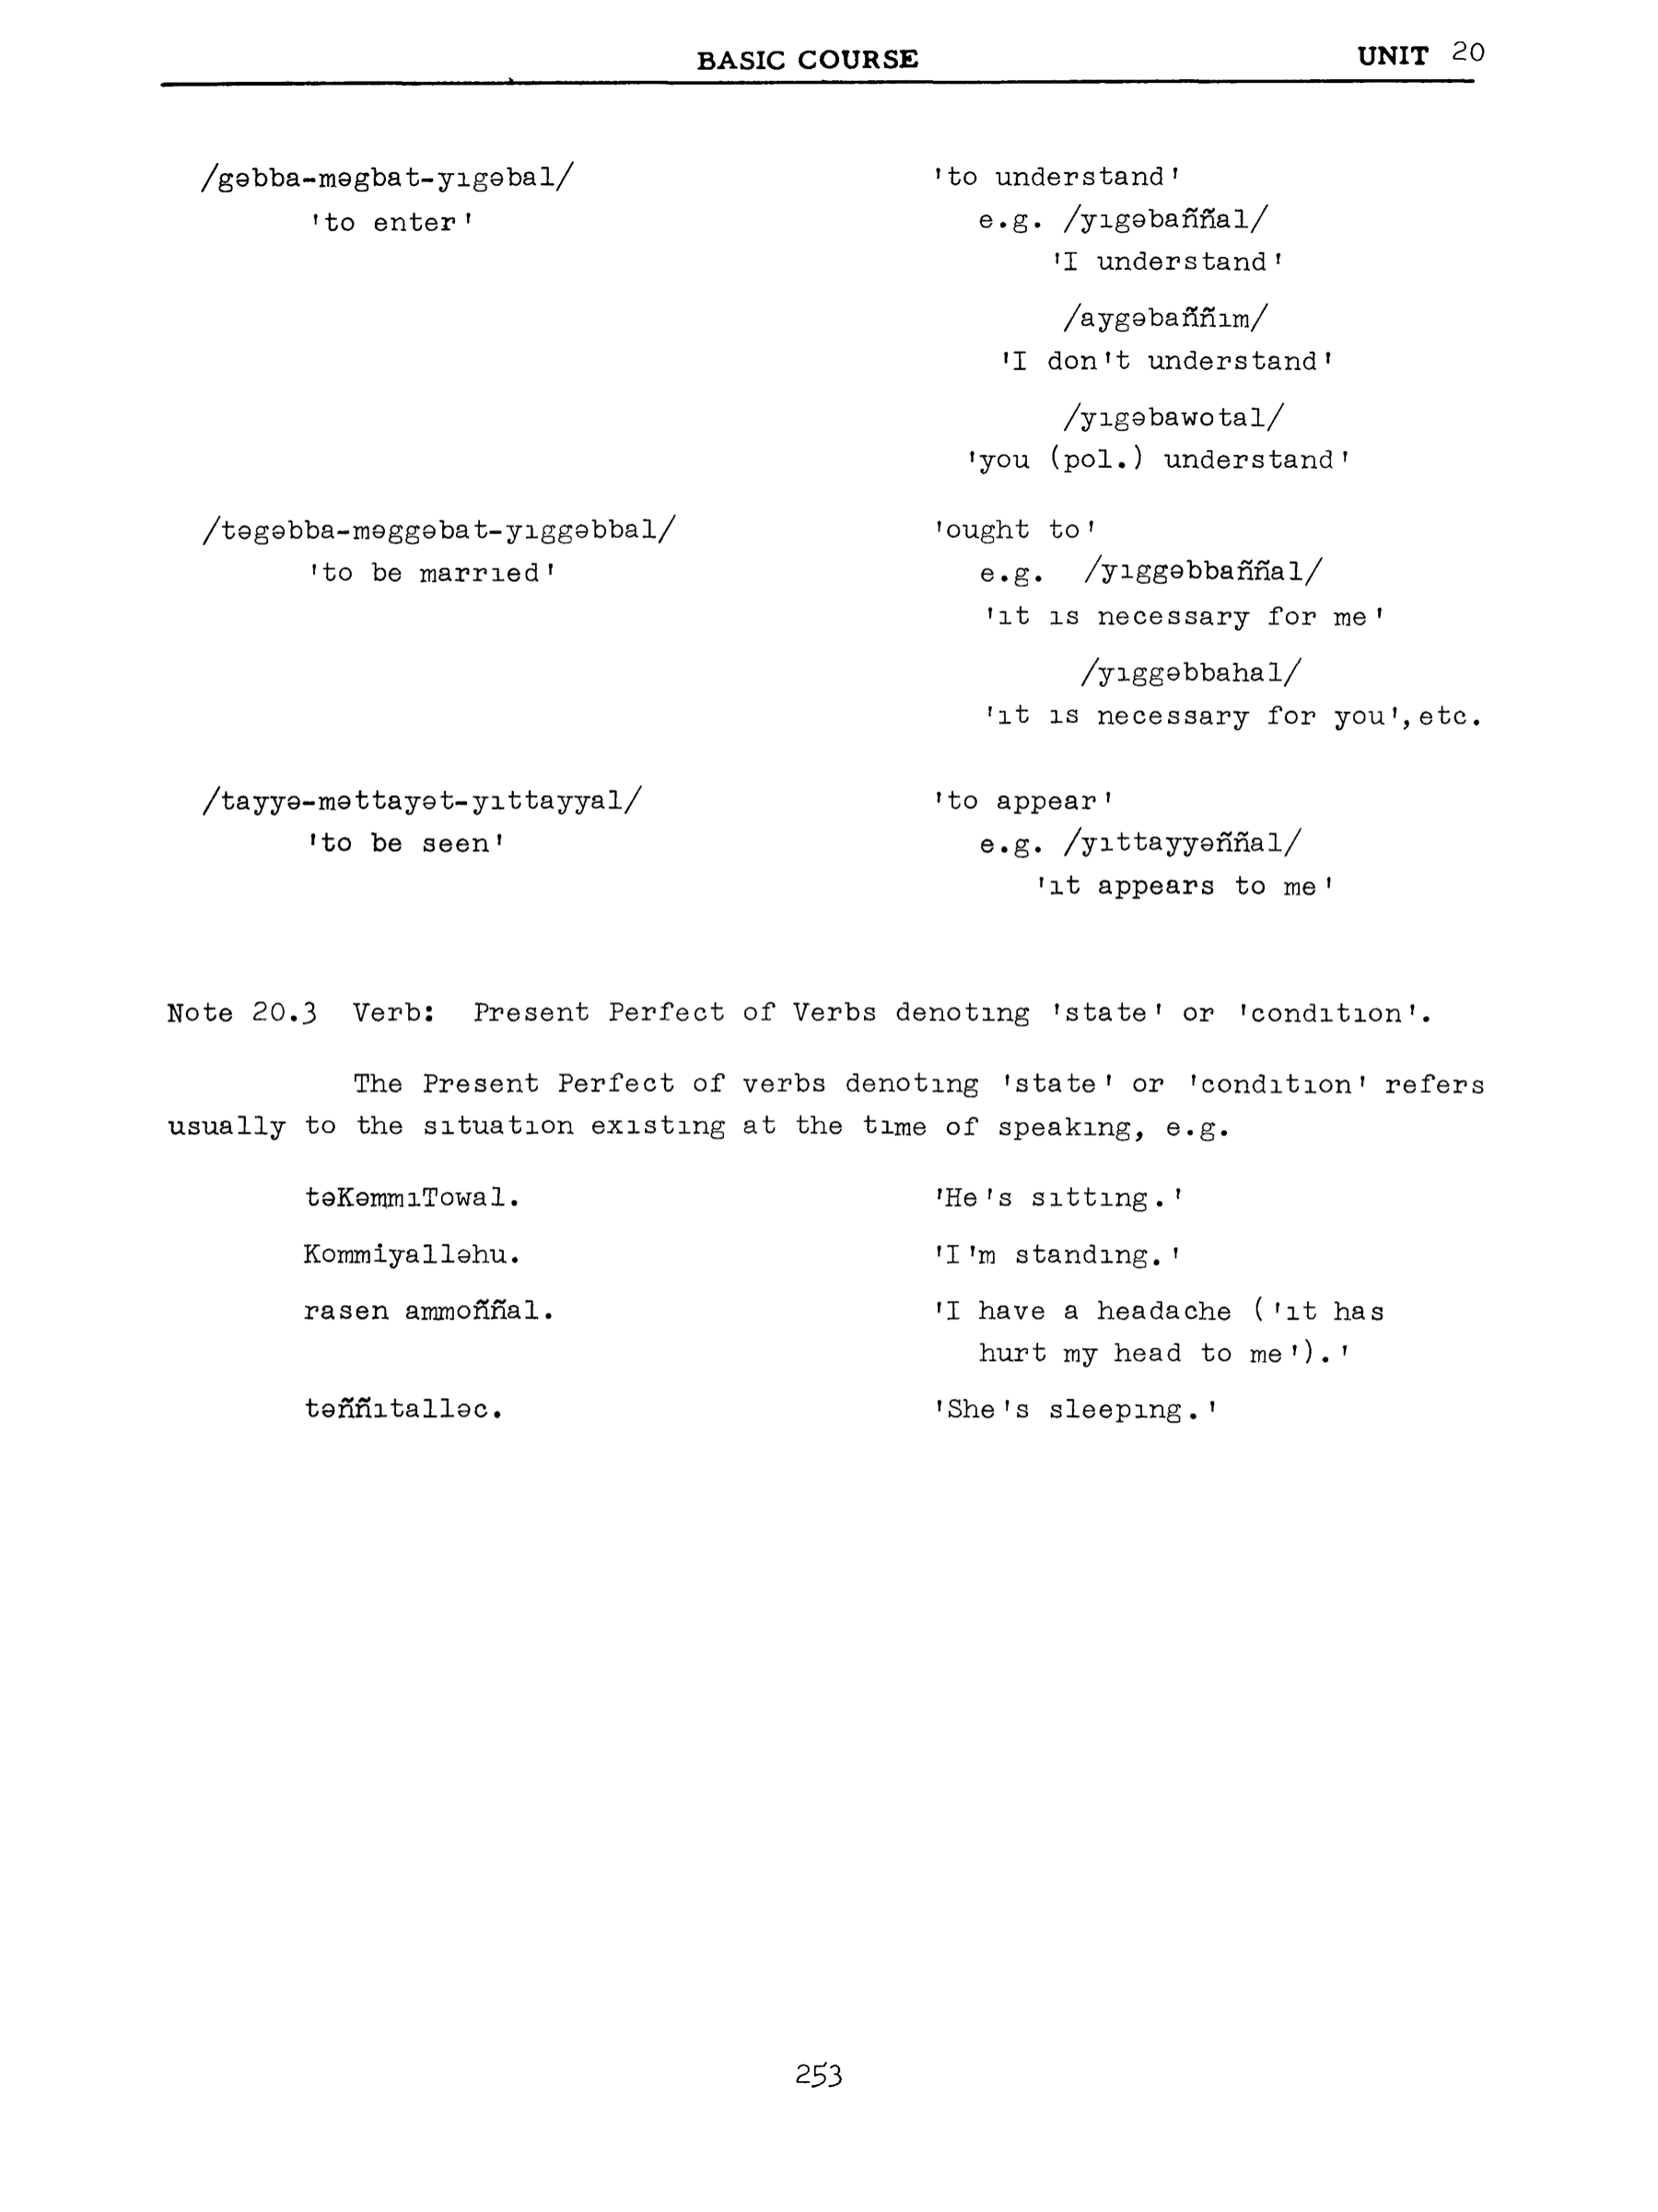 BASIC COURSE UNIT 20
/gəbba-məgbat-yıgəbal/ 'to understand'
'to enter' e.g. /yıgəbaññal/
'I understand'
/aygəbaññım/
'I don't understand'
/yıgəbawotal/
'you (pol.) understand'
/təgəbba-məggəbat-yıggəbbal/ 'ought to'
'to be marrıed' e.g. /yıggəbbaññal/
'ıt ıs necessary for me'
/yıggəbbahal/
'ıt ıs necessary for you',etc.
/tayyə-məttayət-yıttayyal/ 'to appear'
'to be seen' e.g. /yıttayyəññal/
'ıt appears to me'
Note 20.3 Verb: Present Perfect of Verbs denotıng 'state' or 'condıtıon'.
The Present Perfect of verbs denotıng 'state' or 'condıtıon' refers
usually to the sıtuatıon exıstıng at the tıme of speakıng, e.g.
təKəmmıTowal. 'He's sıttıng.'
Kommiyalləhu. 'I'm standıng.'
rasen ammoññal. 'I have a headache ('ıt has
hurt my head to me').'
təññıtalləc. 'She's sleepıng.'
253